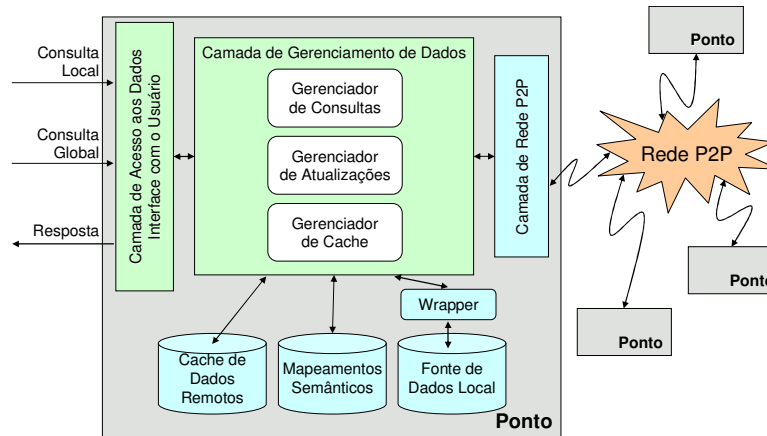 Consulta
Local
Consulta
Global
Resposta
Camada de Acesso aos Dados
Interface com o Usuário
Camada de Gerenciamento de Dados
Gerenciador
de Consultas
Gerenciador
de Atualizações
Gerenciador
de Cache
Camada de Rede P2P
Wrapper
Cache de
Dados
Remotos
Mapeamentos
Semânticos
Fonte de
Dados Local
Ponto
Ponto
Rede P2P
Ponto
Ponto